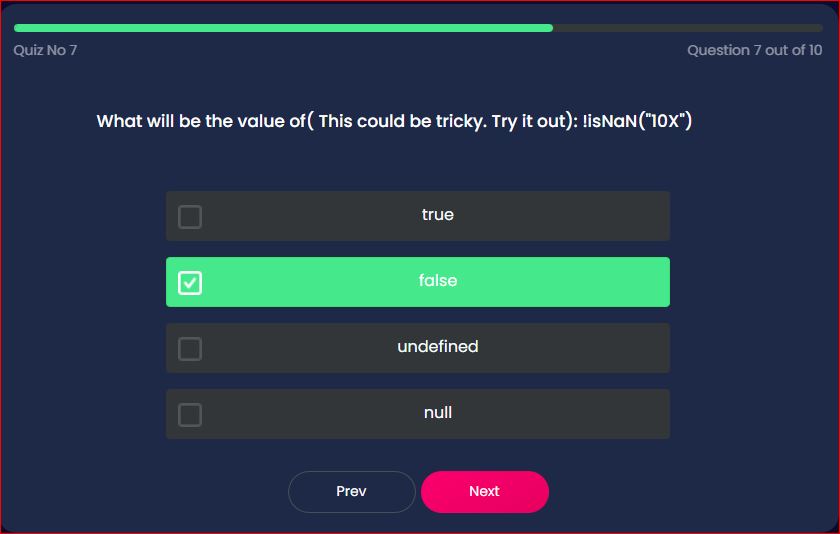 Quiz No 7
Question 7 out of 10
What will be the value of( This could be tricky. Try it out): !isNaN("10X")
true
false
undefined
null
Prev
Next